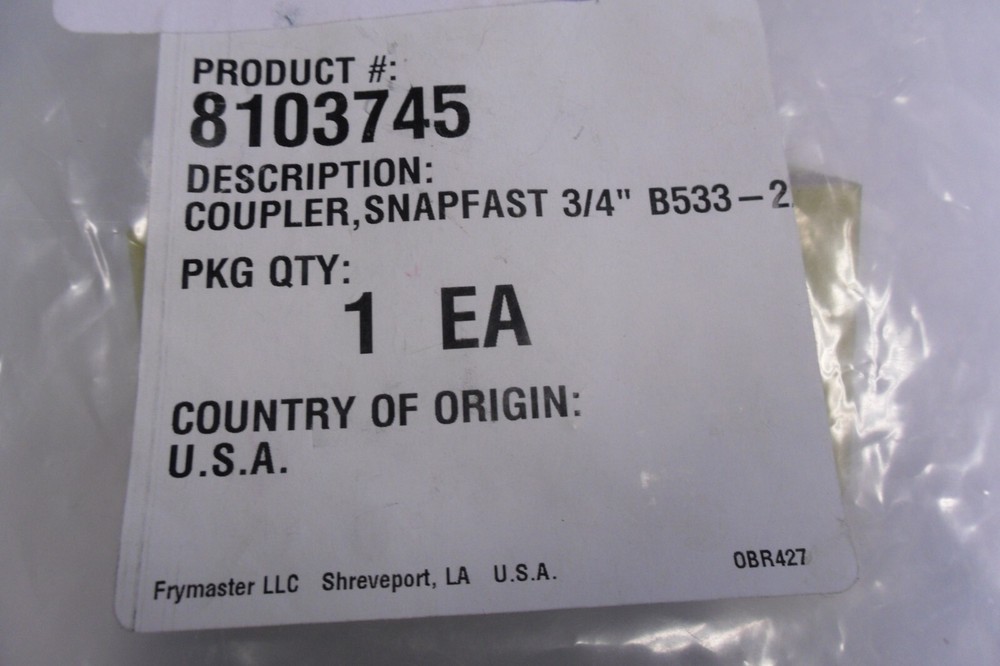 PRODUCT #:
8103745
DESCRIPTION:
COUPLER,SNAPFAST 3/4" B533-2
PKG QTY:
1 EA
COUNTRY OF ORIGIN:
U.S.A.
Frymaster LLC Shreveport, LA U.S.A.
OBR427